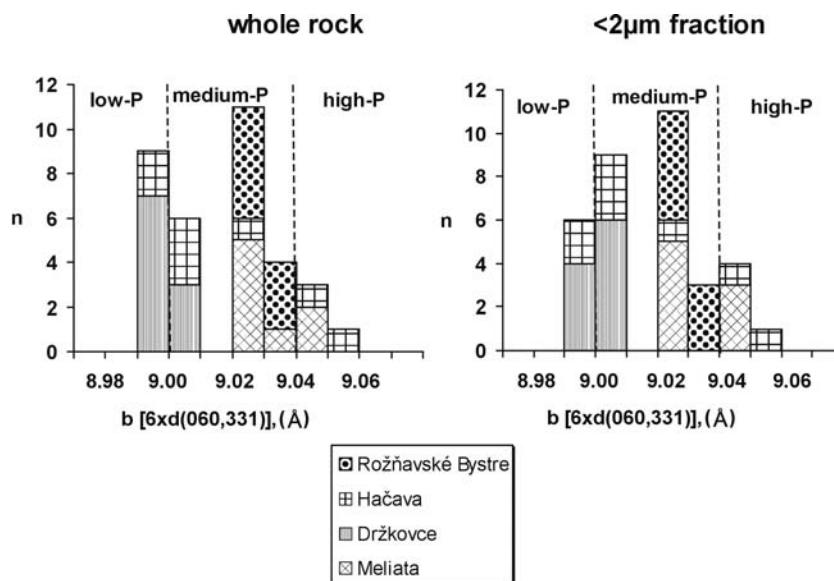 whole rock
<2µm fraction
12
10
8
6
4
2
0
n
low-P
medium-P
high-P
8.98 9.00 9.02 9.04 9.06
b [6xd(060,331)], (Å)
12
10
8
6
4
2
0
n
low-P
medium-P
high-P
8.98 9.00 9.02 9.04 9.06
b [6xd(060,331)], (Å)
Rožňavské Bystre
Hačava
Držkovce
Meliata